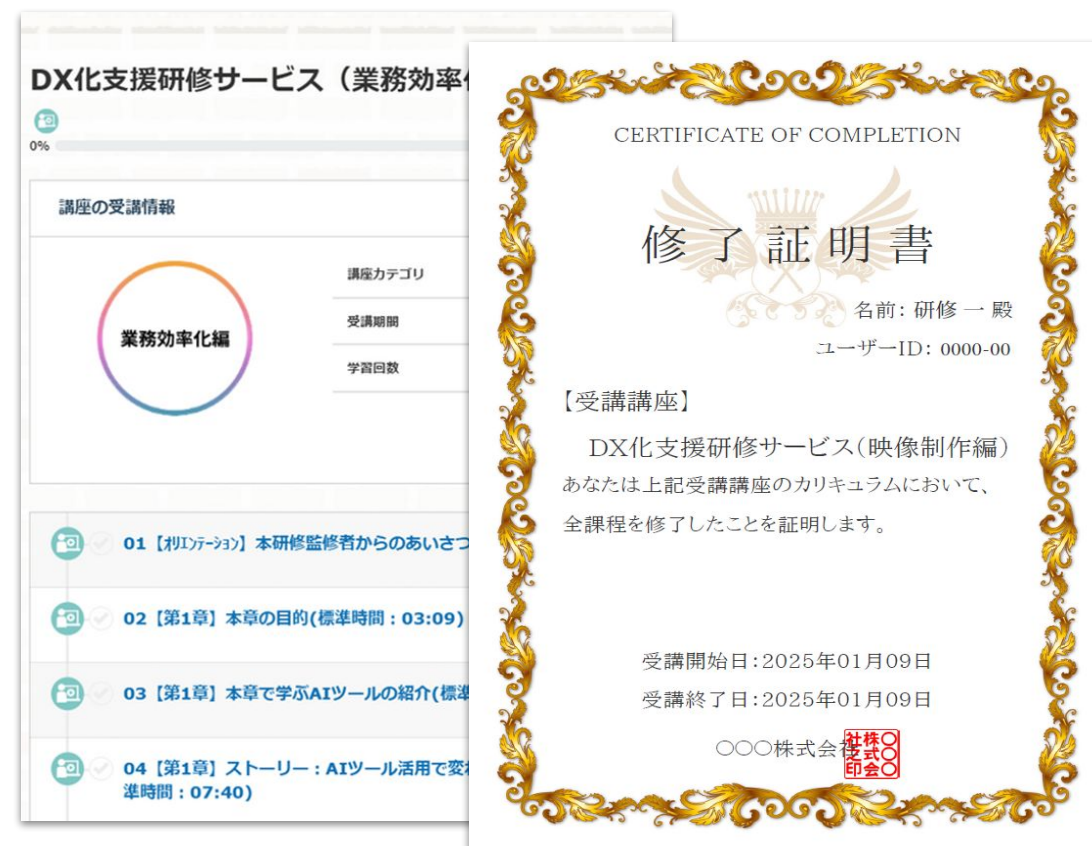 DX化支援研修サービス（業務効率
0%
講座の受講情報
業務効率化編
講座カテゴリ
受講期間
学習回数
01【ｵﾘｴﾝﾃｰｼｮﾝ】本研修監修者からのあいさつ
02【第1章】本章の目的(標準時間：03:09)
03【第1章】本章で学ぶAIツールの紹介(標
04【第1章】ストーリー：AIツール活用で変
準時間：07:40)
CERTIFICATE OF COMPLETION
修了証明書
名前: 研修 一 殿
ユーザーID: 0000-00
【受講講座】
DX化支援研修サービス(映像制作編)
あなたは上記受講講座のカリキュラムにおいて、
全課程を修了したことを証明します。
受講開始日:2025年01月09日
受講終了日:2025年01月09日
○○○株式会社
株式会社印